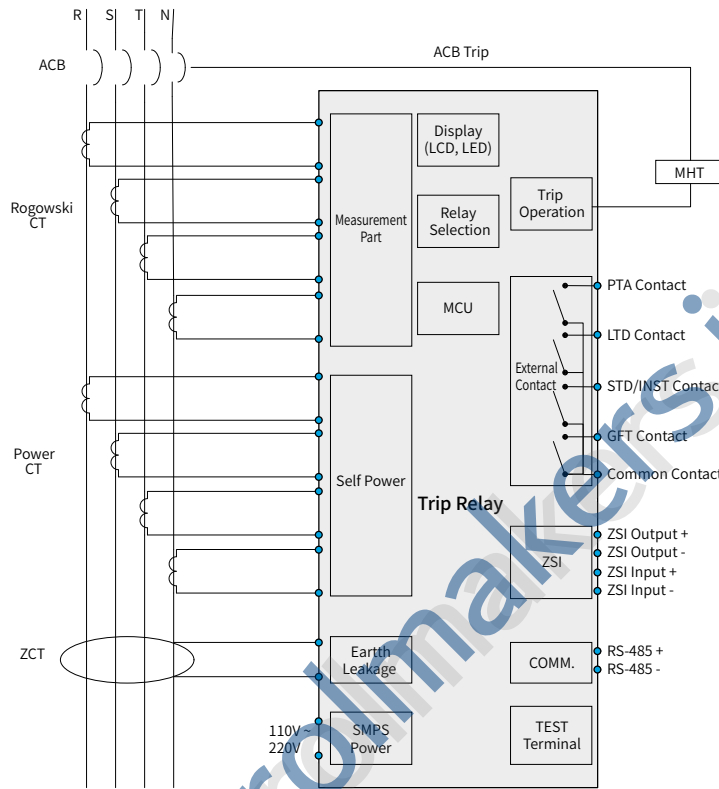 R S T N
ACB
ACB Trip
MHT
Display
(LCD, LED)
Trip
Operation
Rogowski
CT
Measurement
Part
Relay
Selection
MCU
PTA Contact
LTD Contact
External
Contact
STD/INST Contact
GFT Contact
Common Contact
Power
CT
Self Power
Trip Relay
ZSI
ZSI Output +
ZSI Output -
ZSI Input +
ZSI Input -
ZCT
Eartth
Leakage
COMM.
RS-485 +
RS-485 -
110V ~
220V
SMPS
Power
TEST
Terminal
rolmakers.i